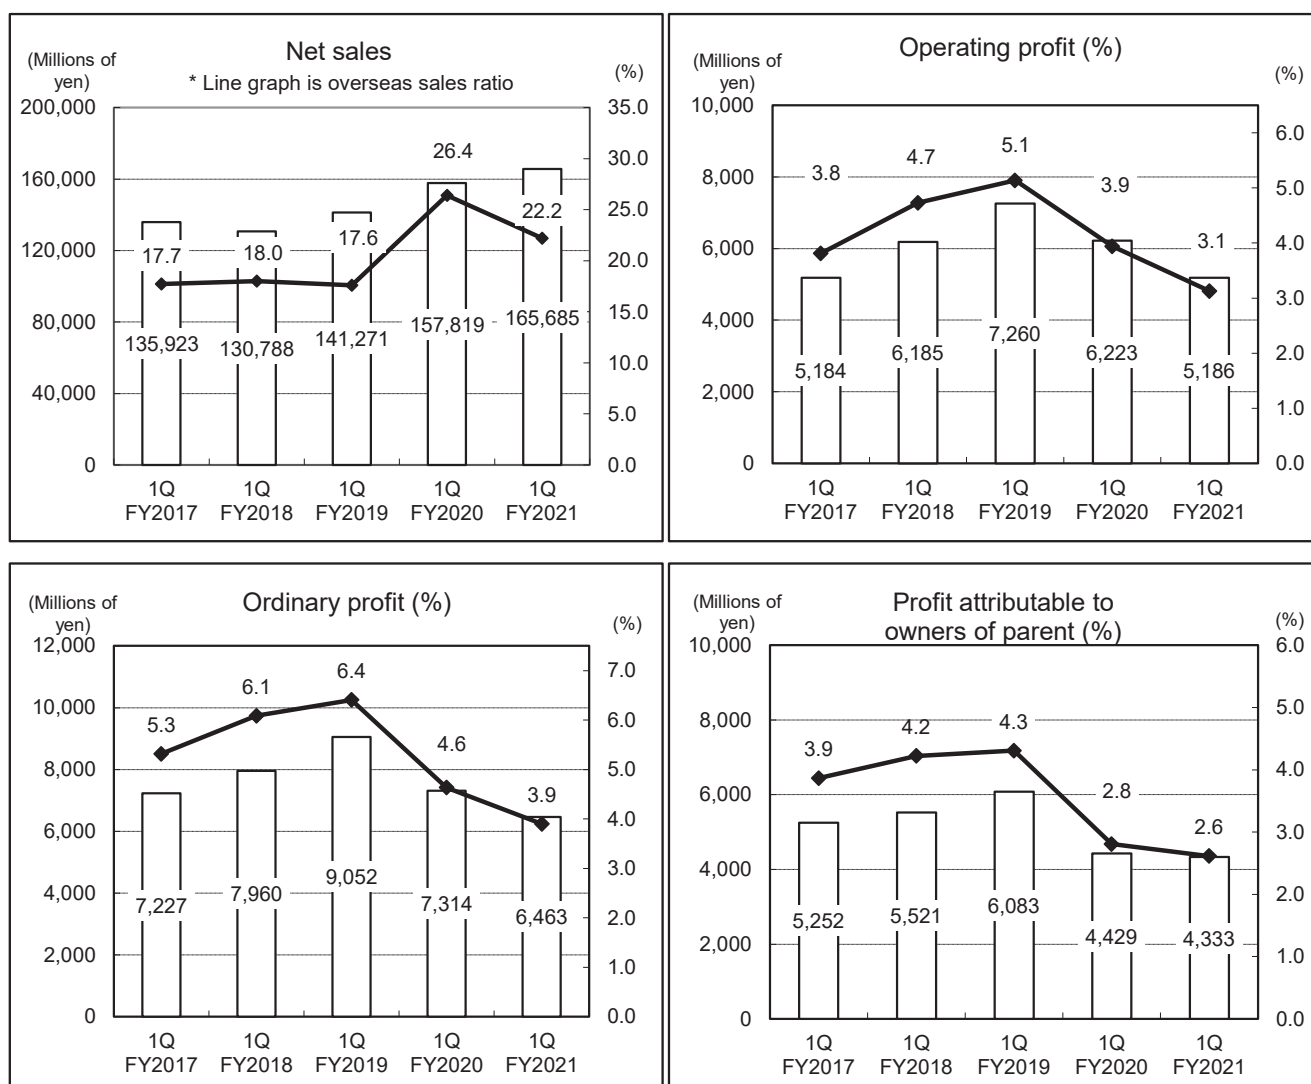 Net sales
* Line graph is overseas sales ratio
(Millions of
yen)
(%)
200,000
160,000
120,000
80,000
40,000
0
35.0
30.0
25.0
20.0
15.0
10.0
5.0
0.0
17.7
18.0
17.6
26.4
22.2
135,923
130,788
141,271
157,819
165,685
1Q
FY2017
1Q
FY2018
1Q
FY2019
1Q
FY2020
1Q
FY2021
Operating profit (%)
(Millions of
yen)
(%)
10,000
8,000
6,000
4,000
2,000
0
6.0
5.0
4.0
3.0
2.0
1.0
0.0
3.8
4.7
5.1
3.9
3.1
5,184
6,185
7,260
6,223
5,186
1Q
FY2017
1Q
FY2018
1Q
FY2019
1Q
FY2020
1Q
FY2021
Ordinary profit (%)
(Millions of
yen)
(%)
12,000
10,000
8,000
6,000
4,000
2,000
0
7.0
6.0
5.0
4.0
3.0
2.0
1.0
0.0
5.3
6.1
6.4
4.6
3.9
7,227
7,960
9,052
7,314
6,463
1Q
FY2017
1Q
FY2018
1Q
FY2019
1Q
FY2020
1Q
FY2021
Profit attributable to
owners of parent (%)
(Millions of
yen)
(%)
10,000
8,000
6,000
4,000
2,000
0
6.0
5.0
4.0
3.0
2.0
1.0
0.0
3.9
4.2
4.3
2.8
2.6
5,252
5,521
6,083
4,429
4,333
1Q
FY2017
1Q
FY2018
1Q
FY2019
1Q
FY2020
1Q
FY2021